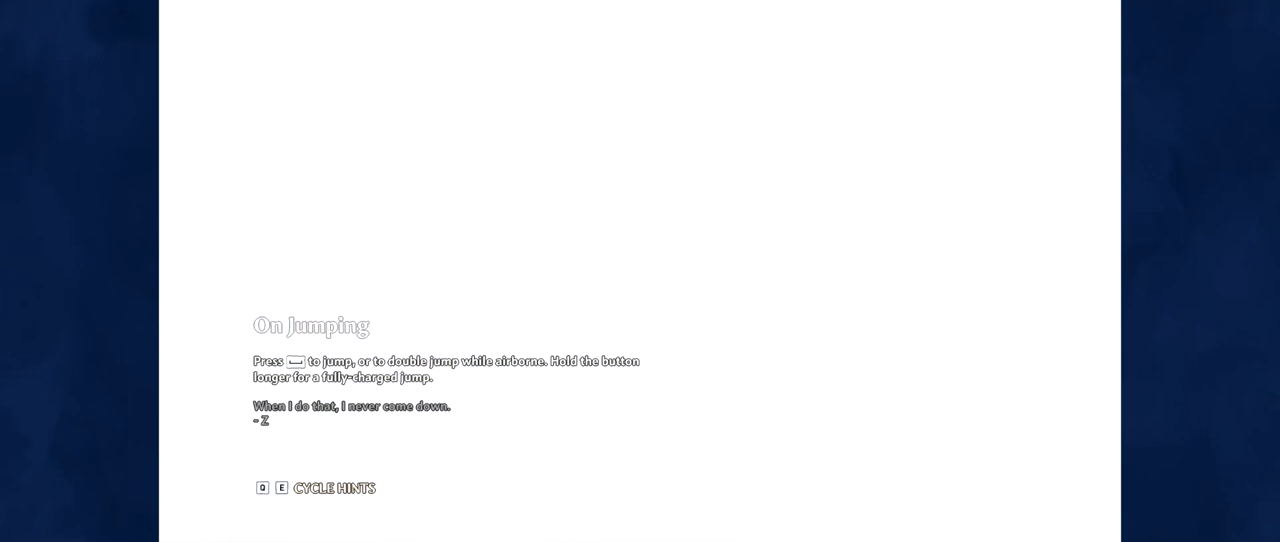 On Jumping
Press to jump, or to double jump while airborne. Hold the button
longer for a fully-charged jump.
When I do that, I never come down.
- Z
Q E CYCLE HINTS